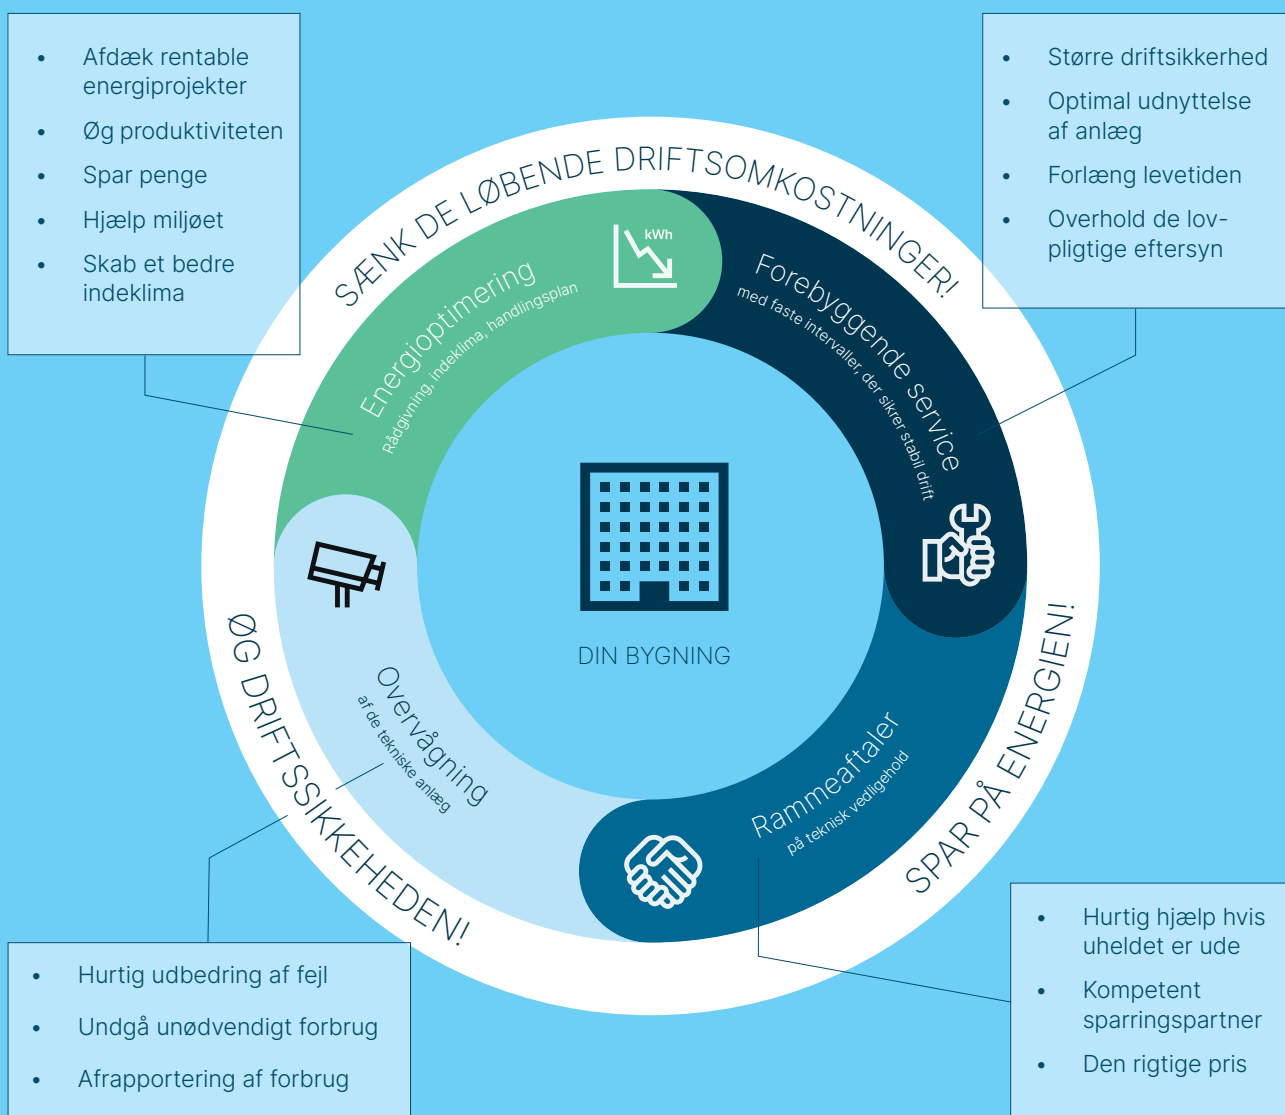 • Afdæk rentable
energiprojekter
• Øg produktiviteten
• Spar penge
• Hjælp miljøet
• Skab et bedre
indeklima
• Større driftsikkerhed
• Optimal udnyttelse
af anlæg
• Forlæng levetiden
• Overhold de lov-
pligtige eftersyn
SÆNK DE LØBENDE DRIFTSOMKOSTNINGER!
kWh
Energioptimering
Rådgivning, indeklima, handlingsplan
Forebyggende service
med faste intervaller, der sikrer stabil drift
DIN BYGNING
Overvågning
af de tekniske anlæg
Rammeaftaler
på teknisk vedligehold
ØG DRIFTSSIKKEHEDEN!
SPAR PÅ ENERGIEN!
• Hurtig udbedring af fejl
• Undgå unødvendigt forbrug
• Afrapportering af forbrug
• Hurtig hjælp hvis
uheldet er ude
• Kompetent
sparringspartner
• Den rigtige pris